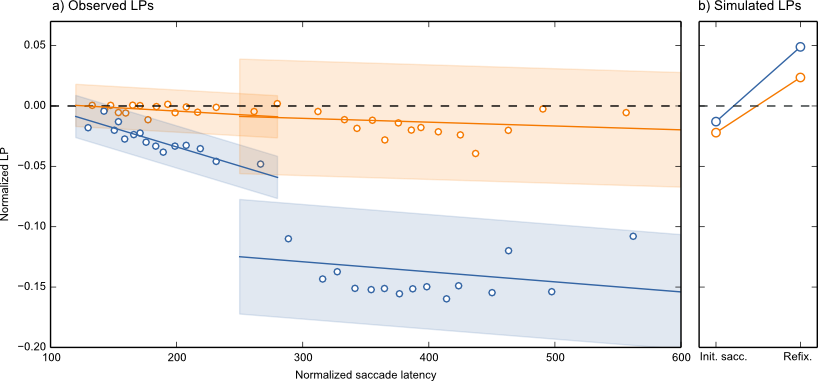 a) Observed LPs
b) Simulated LPs
0.05
0.00
−0.05
−0.10
−0.15
−0.20
Normalized LP
100
200
300
400
500
600
Normalized saccade latency
Init. sacc.
Refix.